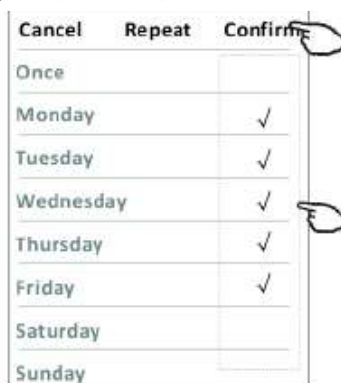 Cancel Repeat Confirm
Once
Monday √
Tuesday √
Wednesday √
Thursday √
Friday √
Saturday
Sunday